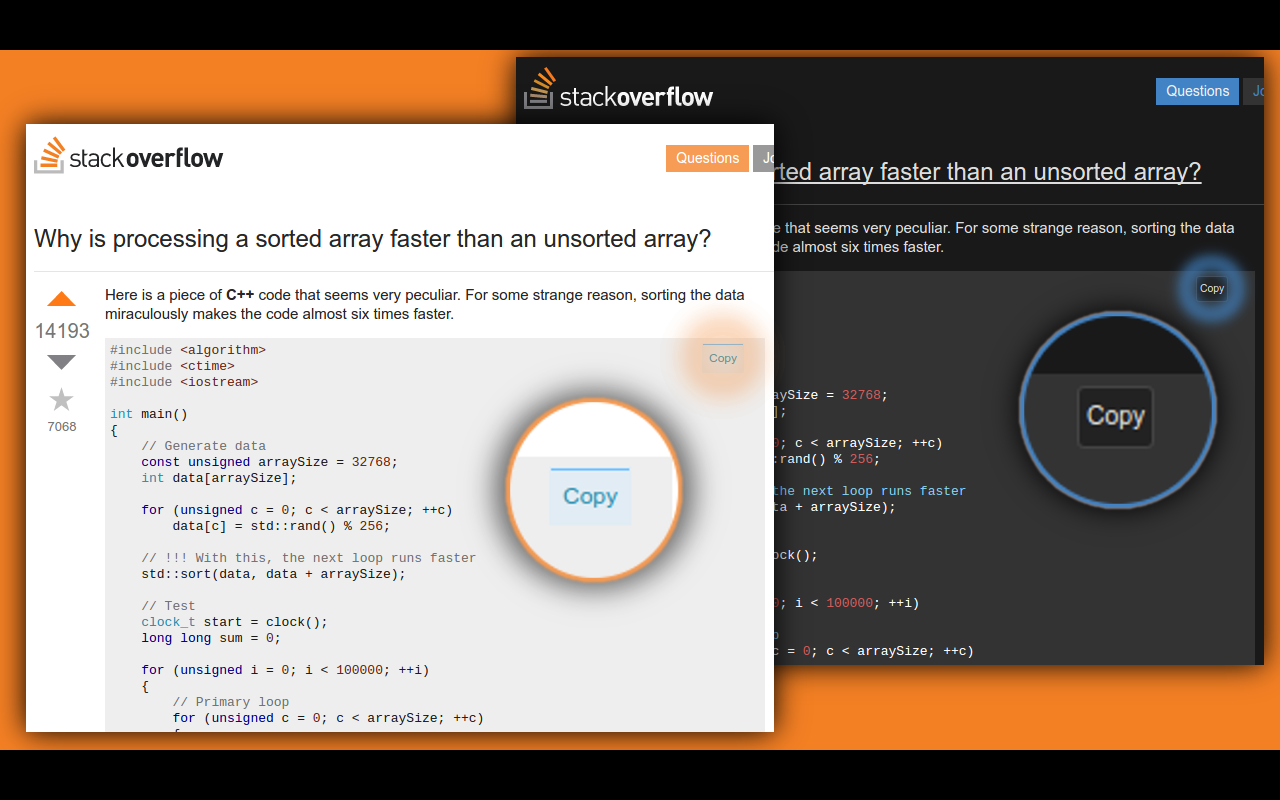 stackoverflow
Questions
Jo
Why is processing a sorted array faster than an unsorted array?
14193
7068
Here is a piece of C++ code that seems very peculiar. For some strange reason, sorting the data
miraculously makes the code almost six times faster.
Copy
#include <algorithm>
#include <ctime>
#include <iostream>
int main()
{
    // Generate data
    const unsigned arraySize = 32768;
    int data[arraySize];
    for (unsigned c = 0; c < arraySize; ++c)
        data[c] = std::rand() % 256;
    // !!! With this, the next loop runs faster
    std::sort(data, data + arraySize);
    // Test
    clock_t start = clock();
    long long sum = 0;
    for (unsigned i = 0; i < 100000; ++i)
    {
        // Primary loop
        for (unsigned c = 0; c < arraySize; ++c)
Copy
stackoverflow
Questions
Jo
rted array faster than an unsorted array?
e that seems very peculiar. For some strange reason, sorting the data
de almost six times faster.
Copy
aySize = 32768;
];
0; c < arraySize; ++c)
:rand() % 256;
the next loop runs faster
ta + arraySize);
ock();
0; i < 100000; ++i)
p
c = 0; c < arraySize; ++c)
Copy